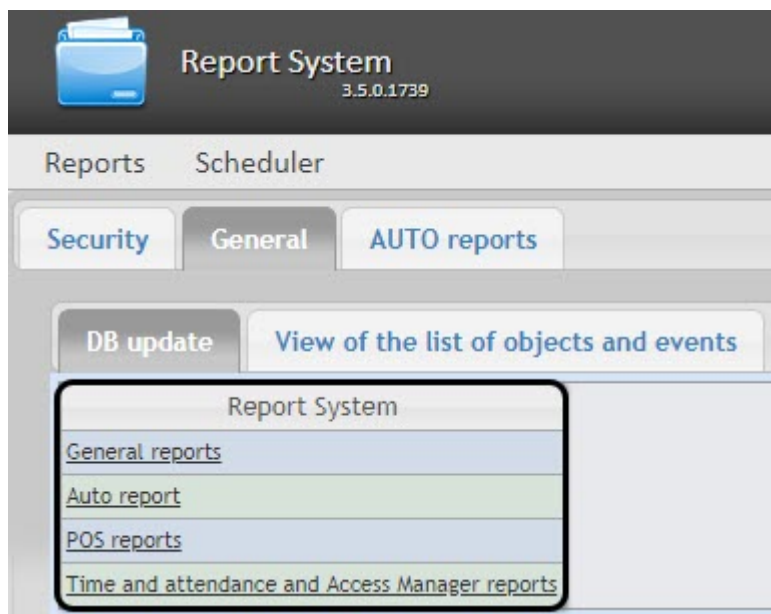 Report System
3.5.0.1739
Reports Scheduler
Security General AUTO reports
DB update View of the list of objects and events
Report System
General reports
Auto report
POS reports
Time and attendance and Access Manager reports